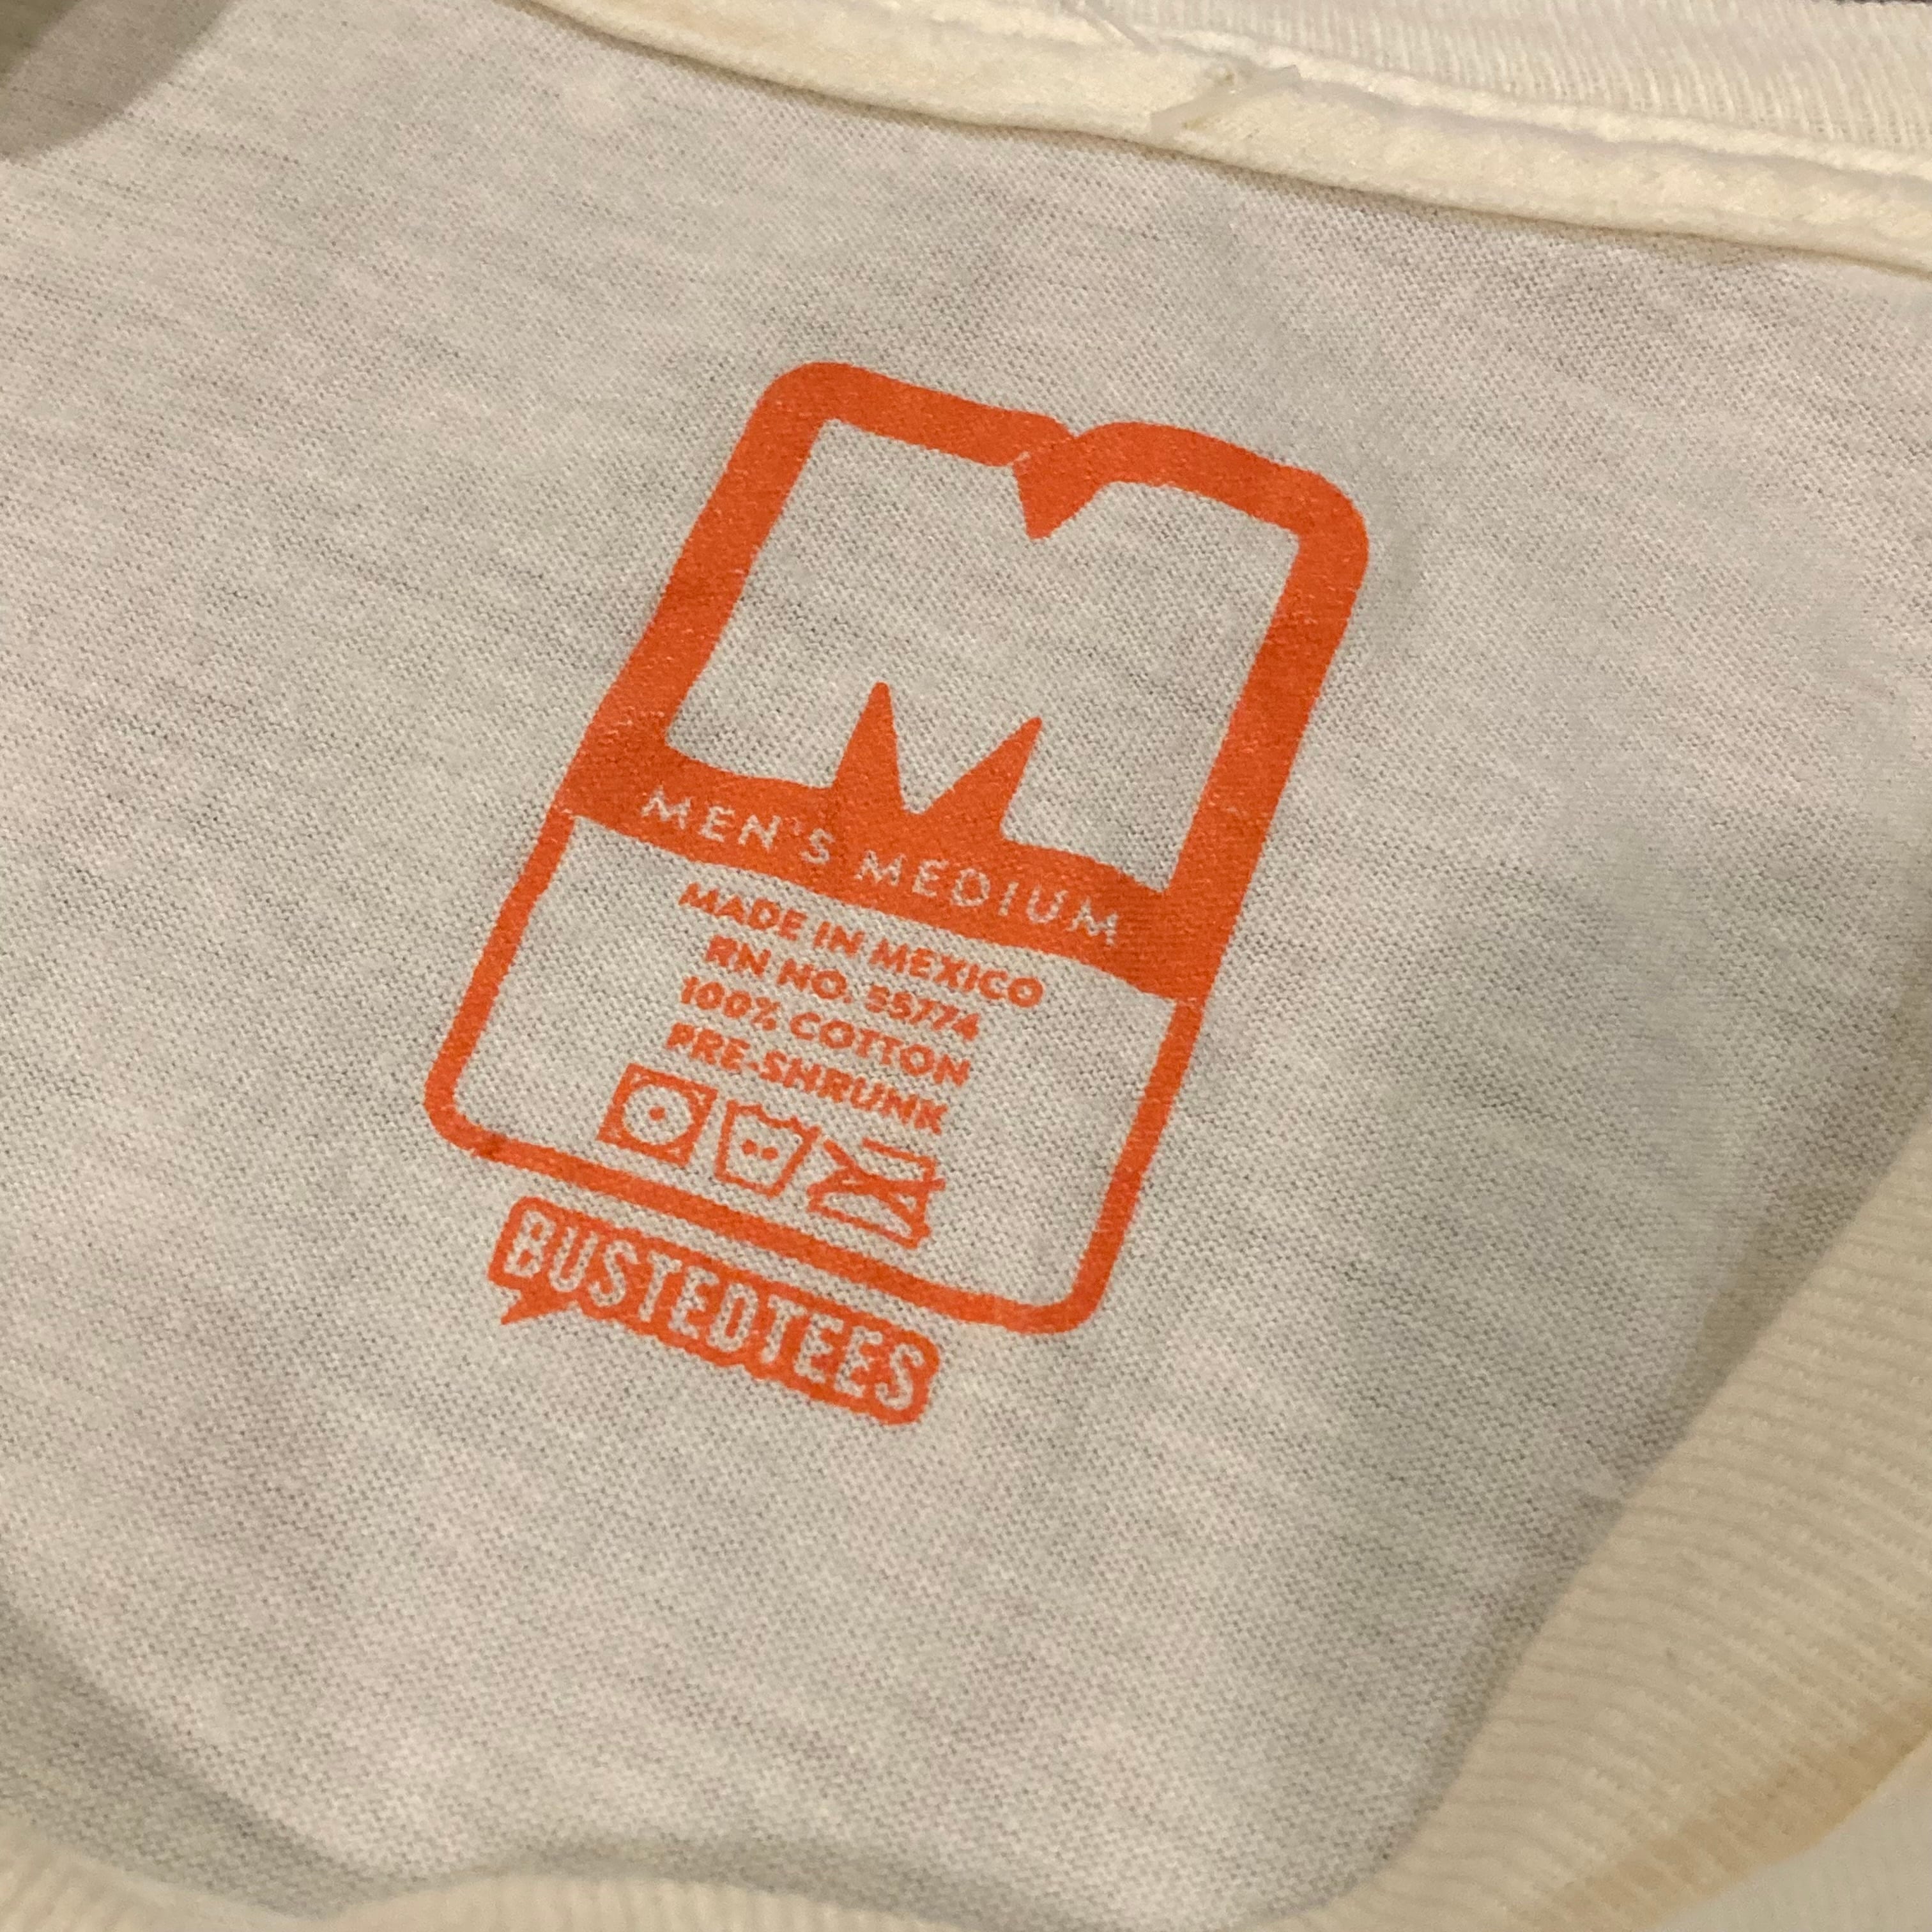 M
MEN'S MEDIUM
MADE IN MEXICO
RN NO. 55774
100% COTTON
PRE-SHRUNK
BUSTEDTEES